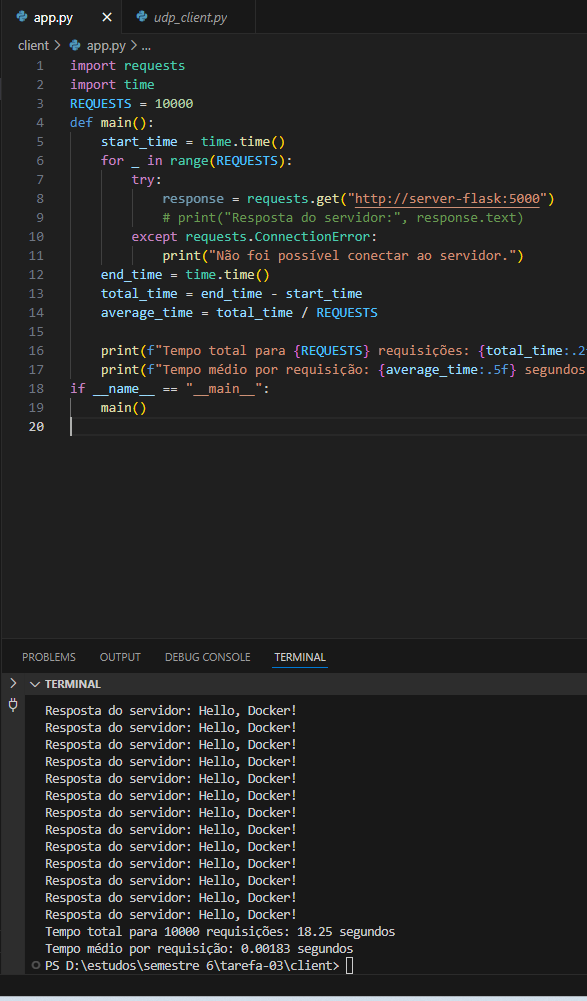 app.py
udp_client.py
client > app.py > ...
1 import requests
2 import time
3 REQUESTS = 10000
4 def main():
5     start_time = time.time()
6     for _ in range(REQUESTS):
7         try:
8             response = requests.get("http://server-flask:5000")
9             # print("Resposta do servidor:", response.text)
10         except requests.ConnectionError:
11             print("Não foi possível conectar ao servidor.")
12     end_time = time.time()
13     total_time = end_time - start_time
14     average_time = total_time / REQUESTS
15
16     print(f"Tempo total para {REQUESTS} requisições: {total_time:.2
17     print(f"Tempo médio por requisição: {average_time:.5f} segundos
18 if __name__ == "__main__":
19     main()
20
PROBLEMS OUTPUT DEBUG CONSOLE TERMINAL
TERMINAL
Resposta do servidor: Hello, Docker!
Resposta do servidor: Hello, Docker!
Resposta do servidor: Hello, Docker!
Resposta do servidor: Hello, Docker!
Resposta do servidor: Hello, Docker!
Resposta do servidor: Hello, Docker!
Resposta do servidor: Hello, Docker!
Resposta do servidor: Hello, Docker!
Resposta do servidor: Hello, Docker!
Resposta do servidor: Hello, Docker!
Resposta do servidor: Hello, Docker!
Resposta do servidor: Hello, Docker!
Resposta do servidor: Hello, Docker!
Tempo total para 10000 requisições: 18.25 segundos
Tempo médio por requisição: 0.00183 segundos
PS D:\estudos\semestre 6\tarefa-03\client>